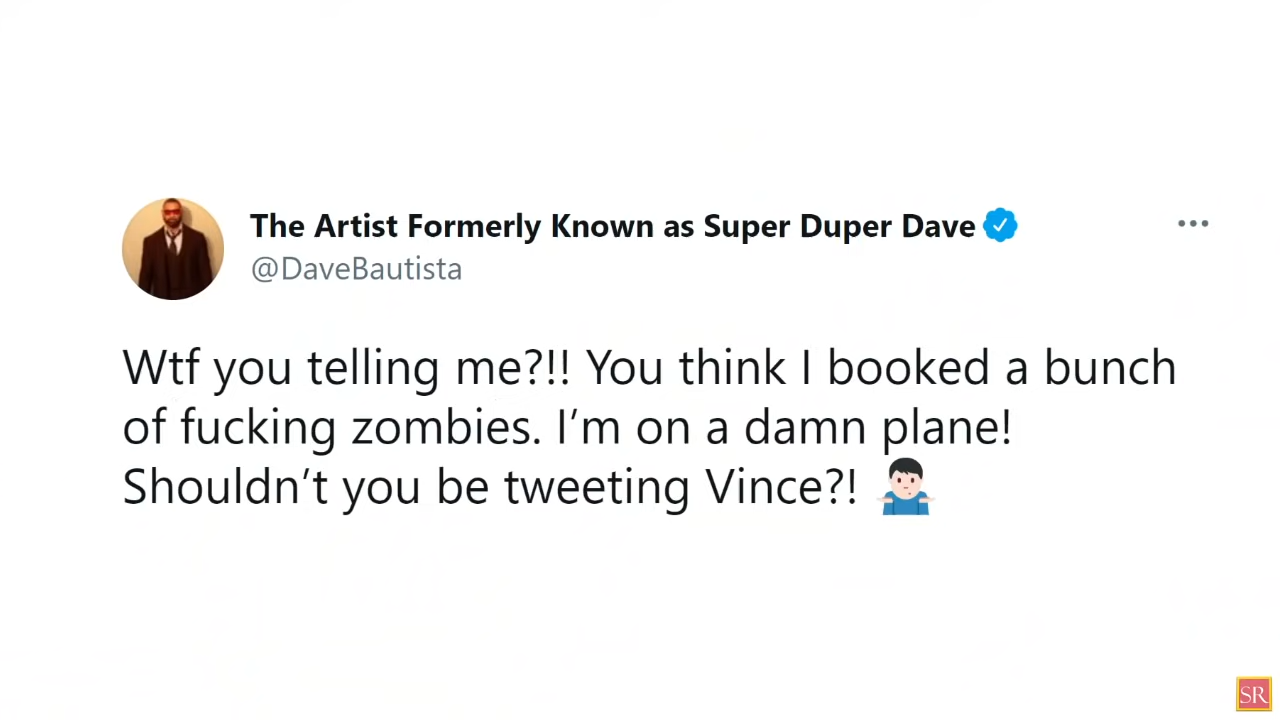 The Artist Formerly Known as Super Duper Dave
@DaveBautista
Wtf you telling me?!! You think I booked a bunch
of fucking zombies. I’m on a damn plane!
Shouldn’t you be tweeting Vince?! 🤷🏻‍♂️
SR